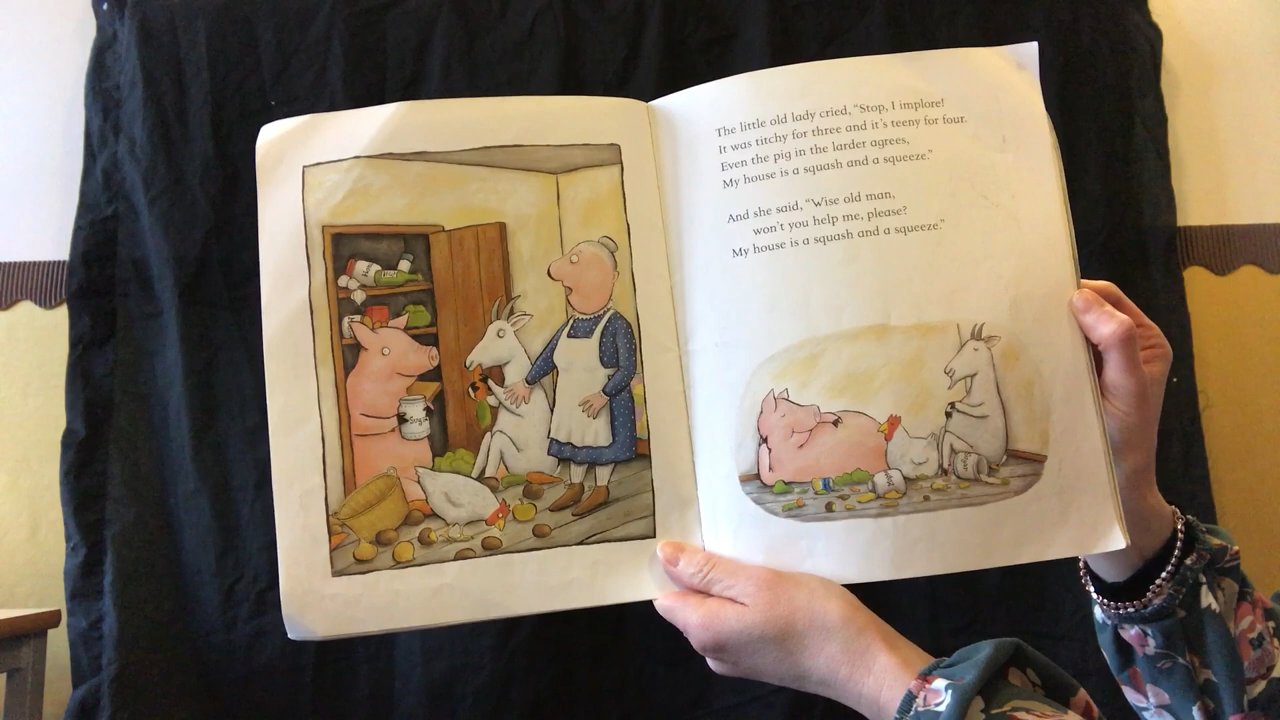 The little old lady cried, “Stop, I implore!
It was titchy for three and it’s teeny for four.
Even the pig in the larder agrees,
My house is a squash and a squeeze.”
And she said, “Wise old man,
won’t you help me, please?
My house is a squash and a squeeze.”
Sugar